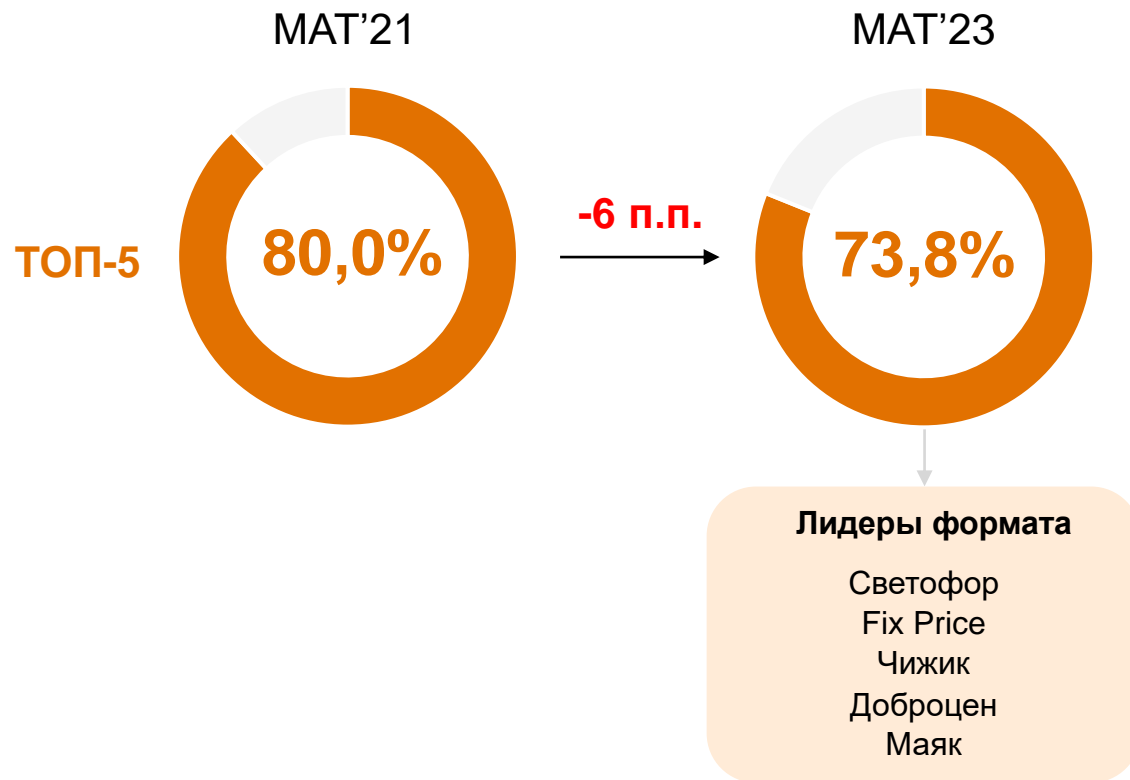 MAT’21
MAT’23
ТОП-5
80,0%
-6 п.п.
73,8%
Лидеры формата
Светофор
Fix Price
Чижик
Доброцен
Маяк